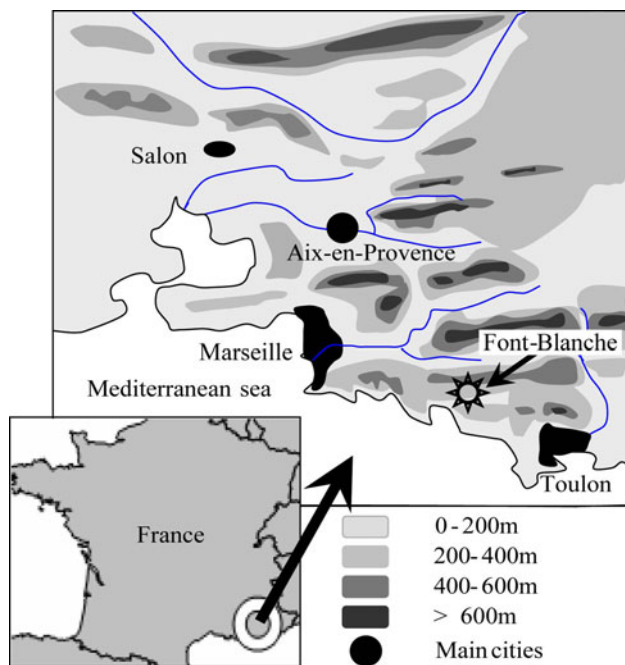 Salon
Aix-en-Provence
Font-Blanche
Marseille
Mediterranean sea
Toulon
France
0-200m
200-400m
400-600m
> 600m
Main cities